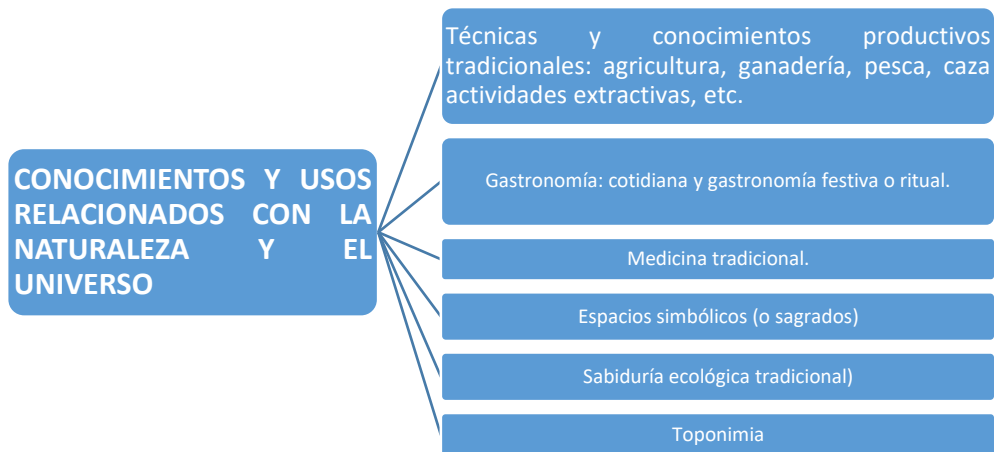 Técnicas y conocimientos productivos
tradicionales: agricultura, ganadería, pesca, caza
actividades extractivas, etc.
CONOCIMIENTOS Y USOS
RELACIONADOS CON LA
NATURALEZA Y EL
UNIVERSO
Gastronomía: cotidiana y gastronomía festiva o ritual.
Medicina tradicional.
Espacios simbólicos (o sagrados)
Sabiduría ecológica tradicional)
Toponimia